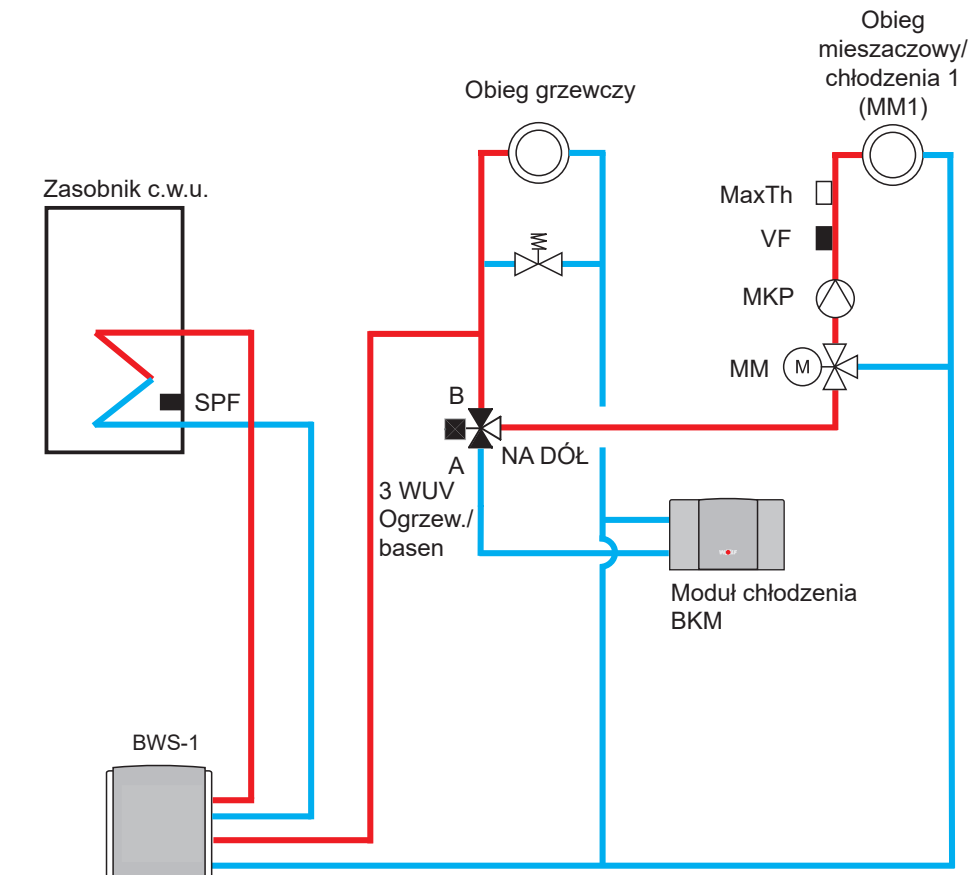 Obieg
mieszaczowy/
chłodzenia 1
(MM1)
Obieg grzewczy
Zasobnik c.w.u.
MaxTh
VF
MKP
MM
M
SPF
B
A
NA DÓŁ
3 WUV
Ogrzew./
basen
Moduł chłodzenia
BKM
BWS-1